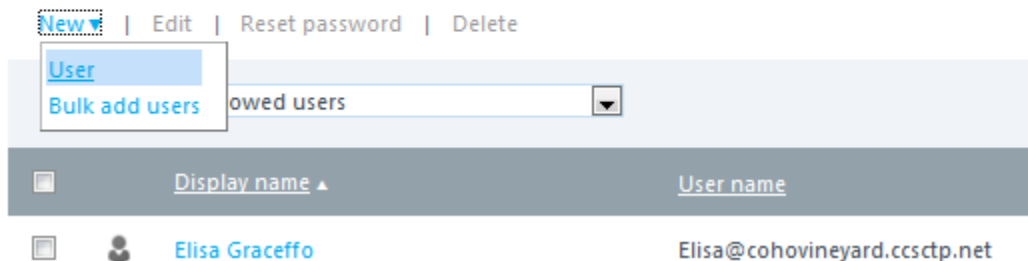 New▼ | Edit | Reset password | Delete
User
Bulk add users
owed users
Display name ▲ User name
Elisa Graceffo Elisa@cohovineyard.ccsctp.net